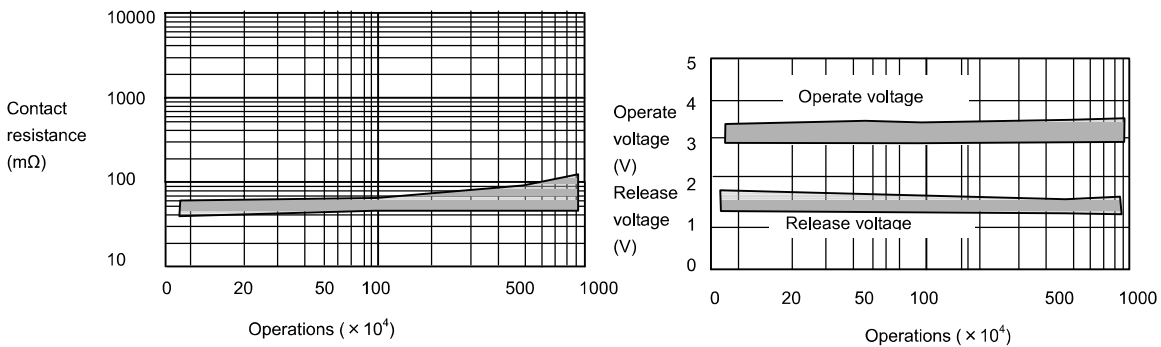 10000
1000
100
10
Contact
resistance
(mΩ)
0 20 50 100 500 1000
Operations ( × 10⁴)
5
4
3
2
1
0
Operate
voltage
(V)
Release
voltage
(V)
Operate voltage
Release voltage
0 20 50 100 500 1000
Operations ( × 10⁴)